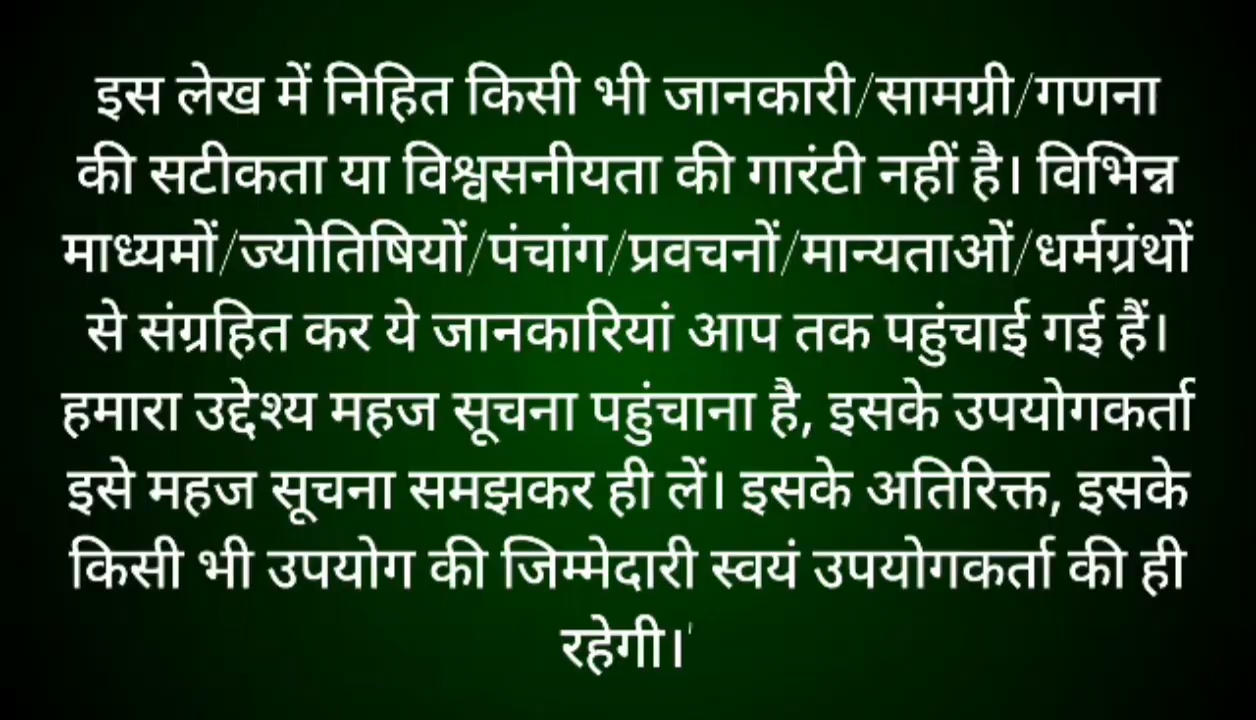 इस लेख में निहित किसी भी जानकारी/सामग्री/गणना
की सटीकता या विश्वसनीयता की गारंटी नहीं है। विभिन्न
माध्यमों/ज्योतिषियों/पंचांग/प्रवचनों/मान्यताओं/धर्मग्रंथों
से संग्रहित कर ये जानकारियां आप तक पहुंचाई गई हैं।
हमारा उद्देश्य महज सूचना पहुंचाना है, इसके उपयोगकर्ता
इसे महज सूचना समझकर ही लें। इसके अतिरिक्त, इसके
किसी भी उपयोग की जिम्मेदारी स्वयं उपयोगकर्ता की ही
रहेगी।'